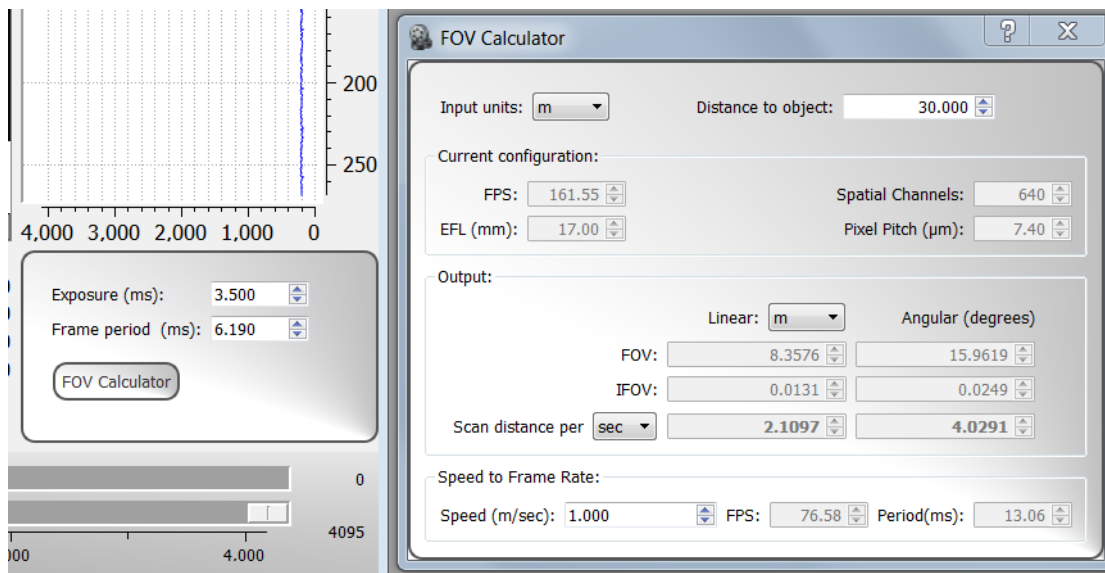 200
250
4,000 3,000 2,000 1,000 0
Exposure (ms): 3.500
Frame period (ms): 6.190
FOV Calculator
0
4095
4.000
FOV Calculator
Input units: m Distance to object: 30.000
Current configuration:
FPS: 161.55 Spatial Channels: 640
EFL (mm): 17.00 Pixel Pitch (µm): 7.40
Output:
Linear: m Angular (degrees)
FOV: 8.3576 15.9619
IFOV: 0.0131 0.0249
Scan distance per sec 2.1097 4.0291
Speed to Frame Rate:
Speed (m/sec): 1.000 FPS: 76.58 Period(ms): 13.06